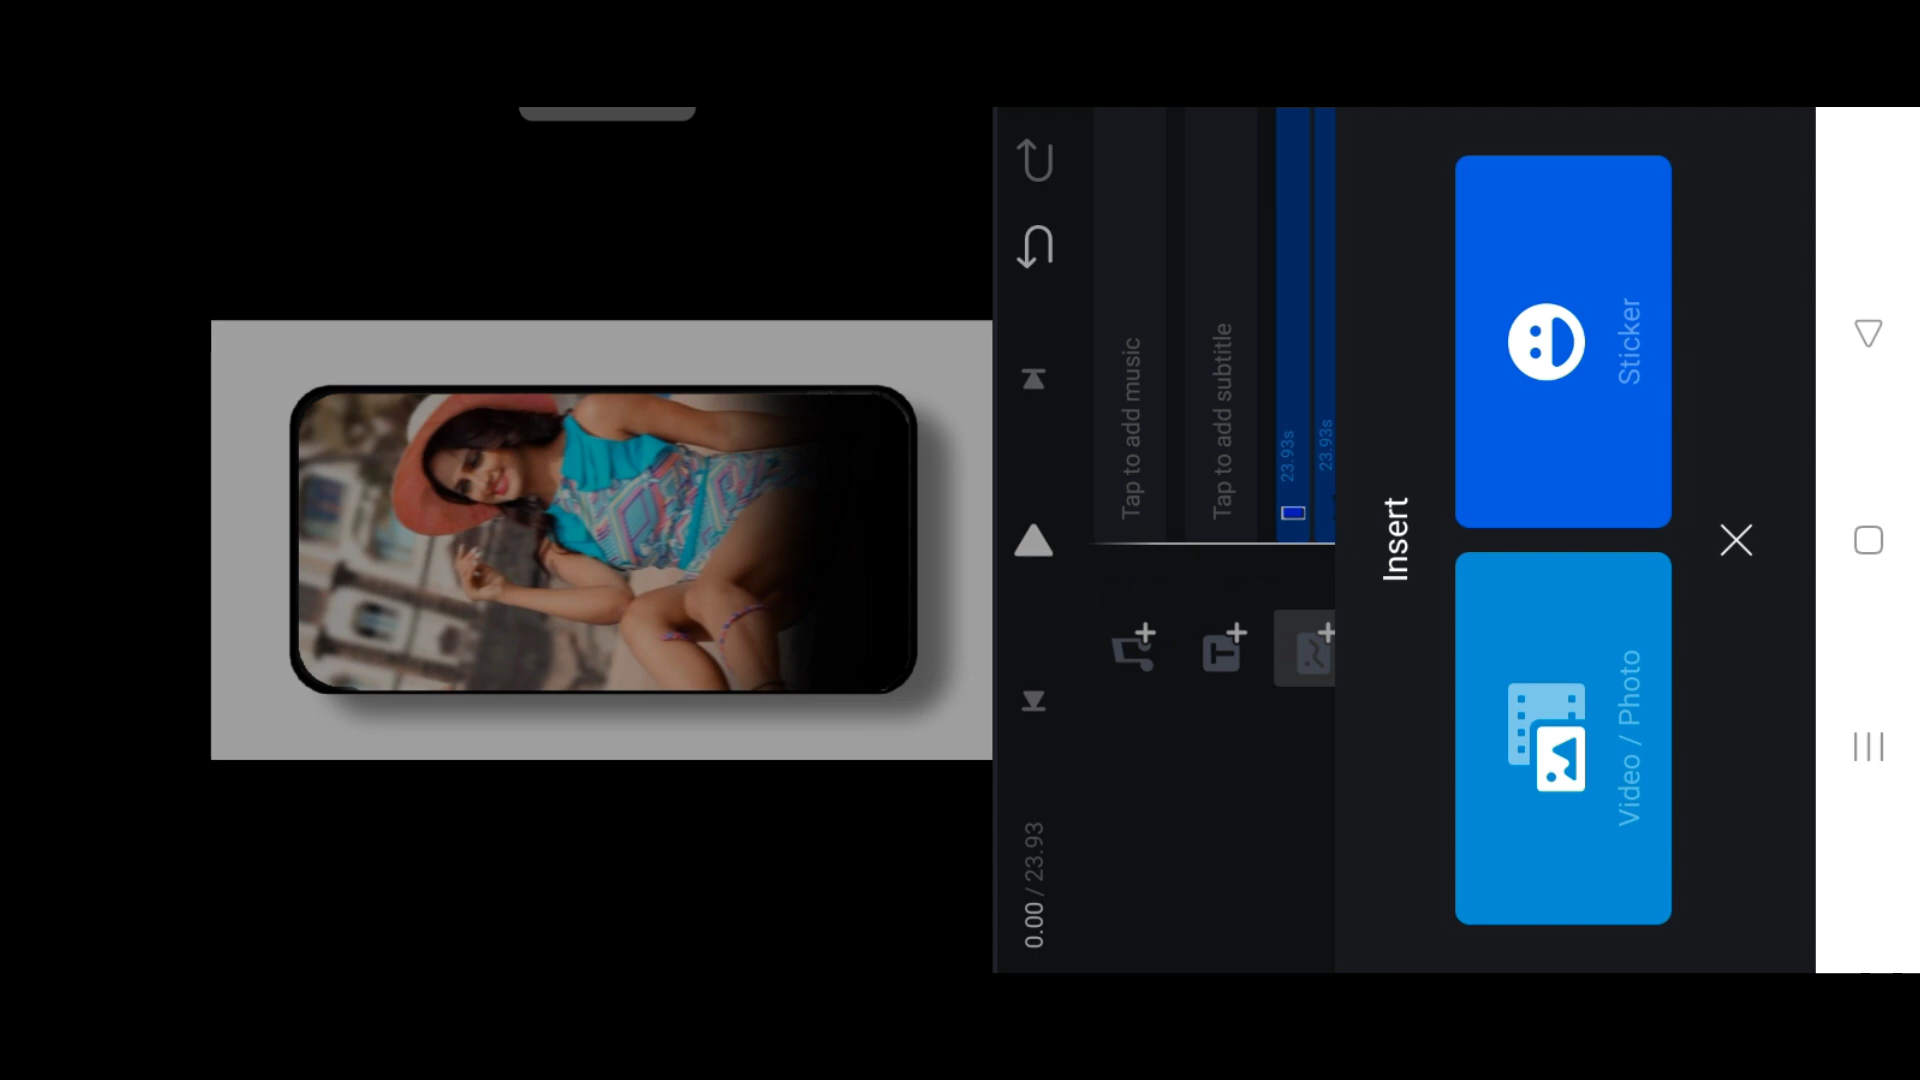 0.00 / 23.93
Tap to add music
Tap to add subtitle
23.93s
23.93s
Insert
Video / Photo
Sticker